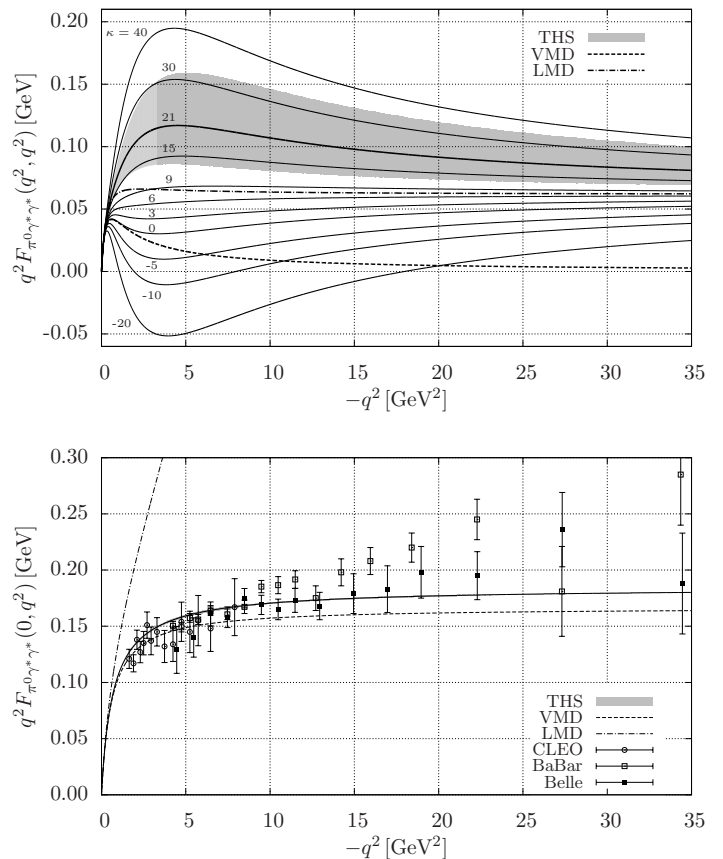 κ = 40
30
21
15
9
6
3
0
-5
-10
-20
THS
VMD
LMD
0.20
0.15
0.10
0.05
0.00
-0.05
q²F_{π⁰γ*γ*}(q², q²) [GeV]
0 5 10 15 20 25 30 35
−q² [GeV²]
0.30
0.25
0.20
0.15
0.10
0.05
0.00
q²F_{π⁰γ*γ*}(0, q²) [GeV]
THS
VMD
LMD
CLEO
BaBar
Belle
0 5 10 15 20 25 30 35
−q² [GeV²]